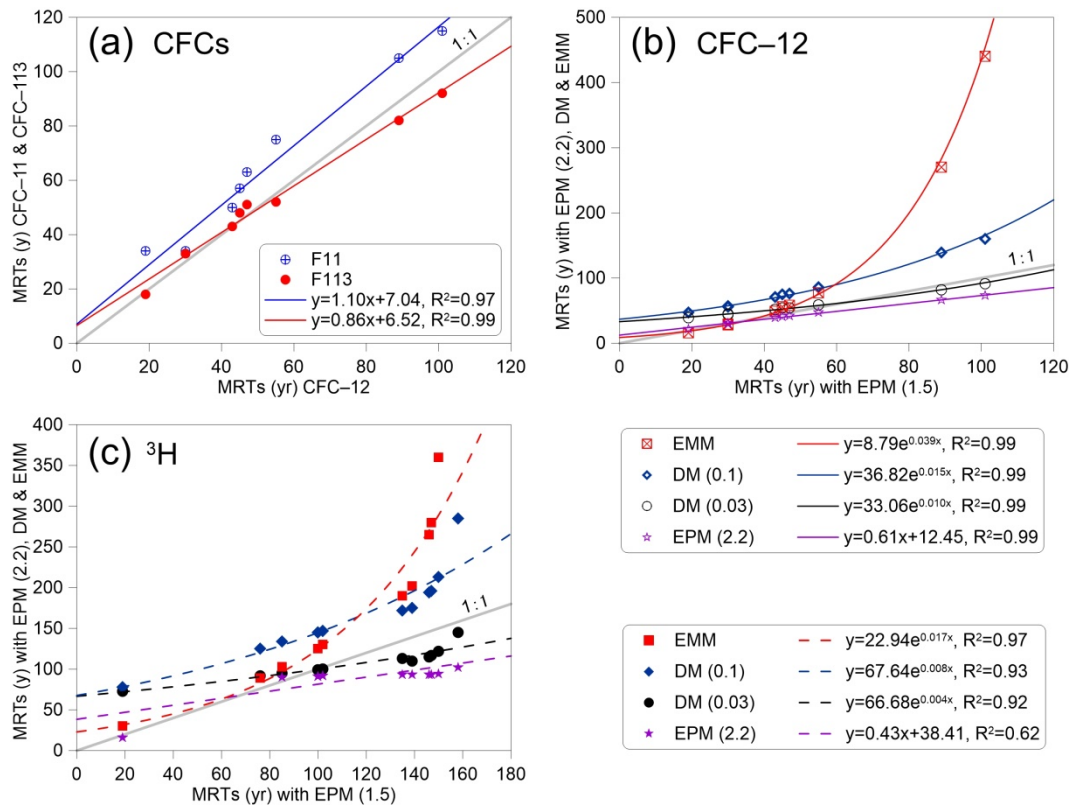 (a) CFCs
MRTs (y) CFC–11 & CFC–113
120
100
80
60
40
20
0
1:1
F11
F113
y=1.10x+7.04, R²=0.97
y=0.86x+6.52, R²=0.99
0 20 40 60 80 100 120
MRTs (yr) CFC–12
(b) CFC–12
MRTs (y) with EPM (2.2), DM & EMM
500
400
300
200
100
0
1:1
0 20 40 60 80 100 120
MRTs (yr) with EPM (1.5)
EMM y=8.79e^0.039x, R²=0.99
DM (0.1) y=36.82e^0.015x, R²=0.99
DM (0.03) y=33.06e^0.010x, R²=0.99
EPM (2.2) y=0.61x+12.45, R²=0.99
(c) ³H
MRTs (y) with EPM (2.2), DM & EMM
400
350
300
250
200
150
100
50
0
1:1
0 20 40 60 80 100 120 140 160 180
MRTs (yr) with EPM (1.5)
EMM y=22.94e^0.017x, R²=0.97
DM (0.1) y=67.64e^0.008x, R²=0.93
DM (0.03) y=66.68e^0.004x, R²=0.92
EPM (2.2) y=0.43x+38.41, R²=0.62